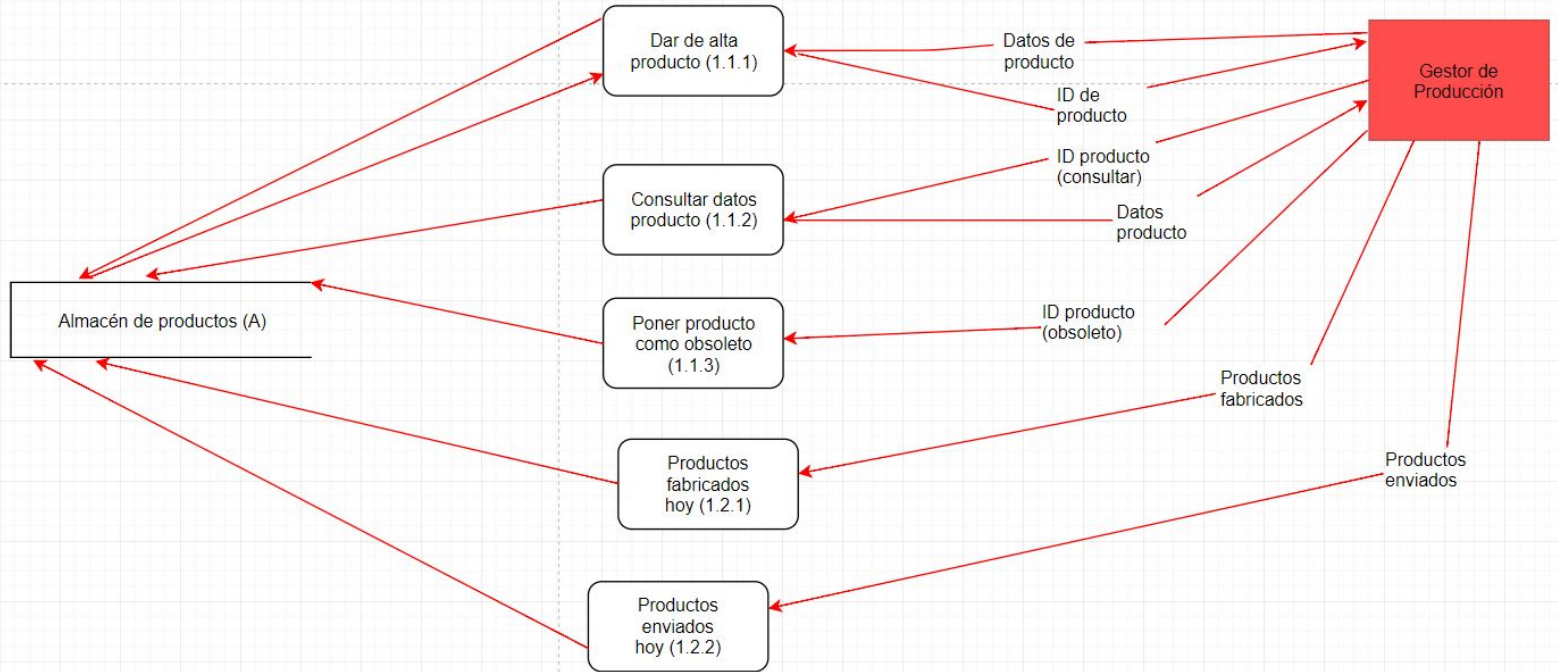 Dar de alta
producto (1.1.1)
Datos de
producto
Gestor de
Producción
ID de
producto
ID producto
(consultar)
Consultar datos
producto (1.1.2)
Datos
producto
Almacén de productos (A)
Poner producto
como obsoleto
(1.1.3)
ID producto
(obsoleto)
Productos
fabricados
Productos
fabricados
hoy (1.2.1)
Productos
enviados
Productos
enviados
hoy (1.2.2)